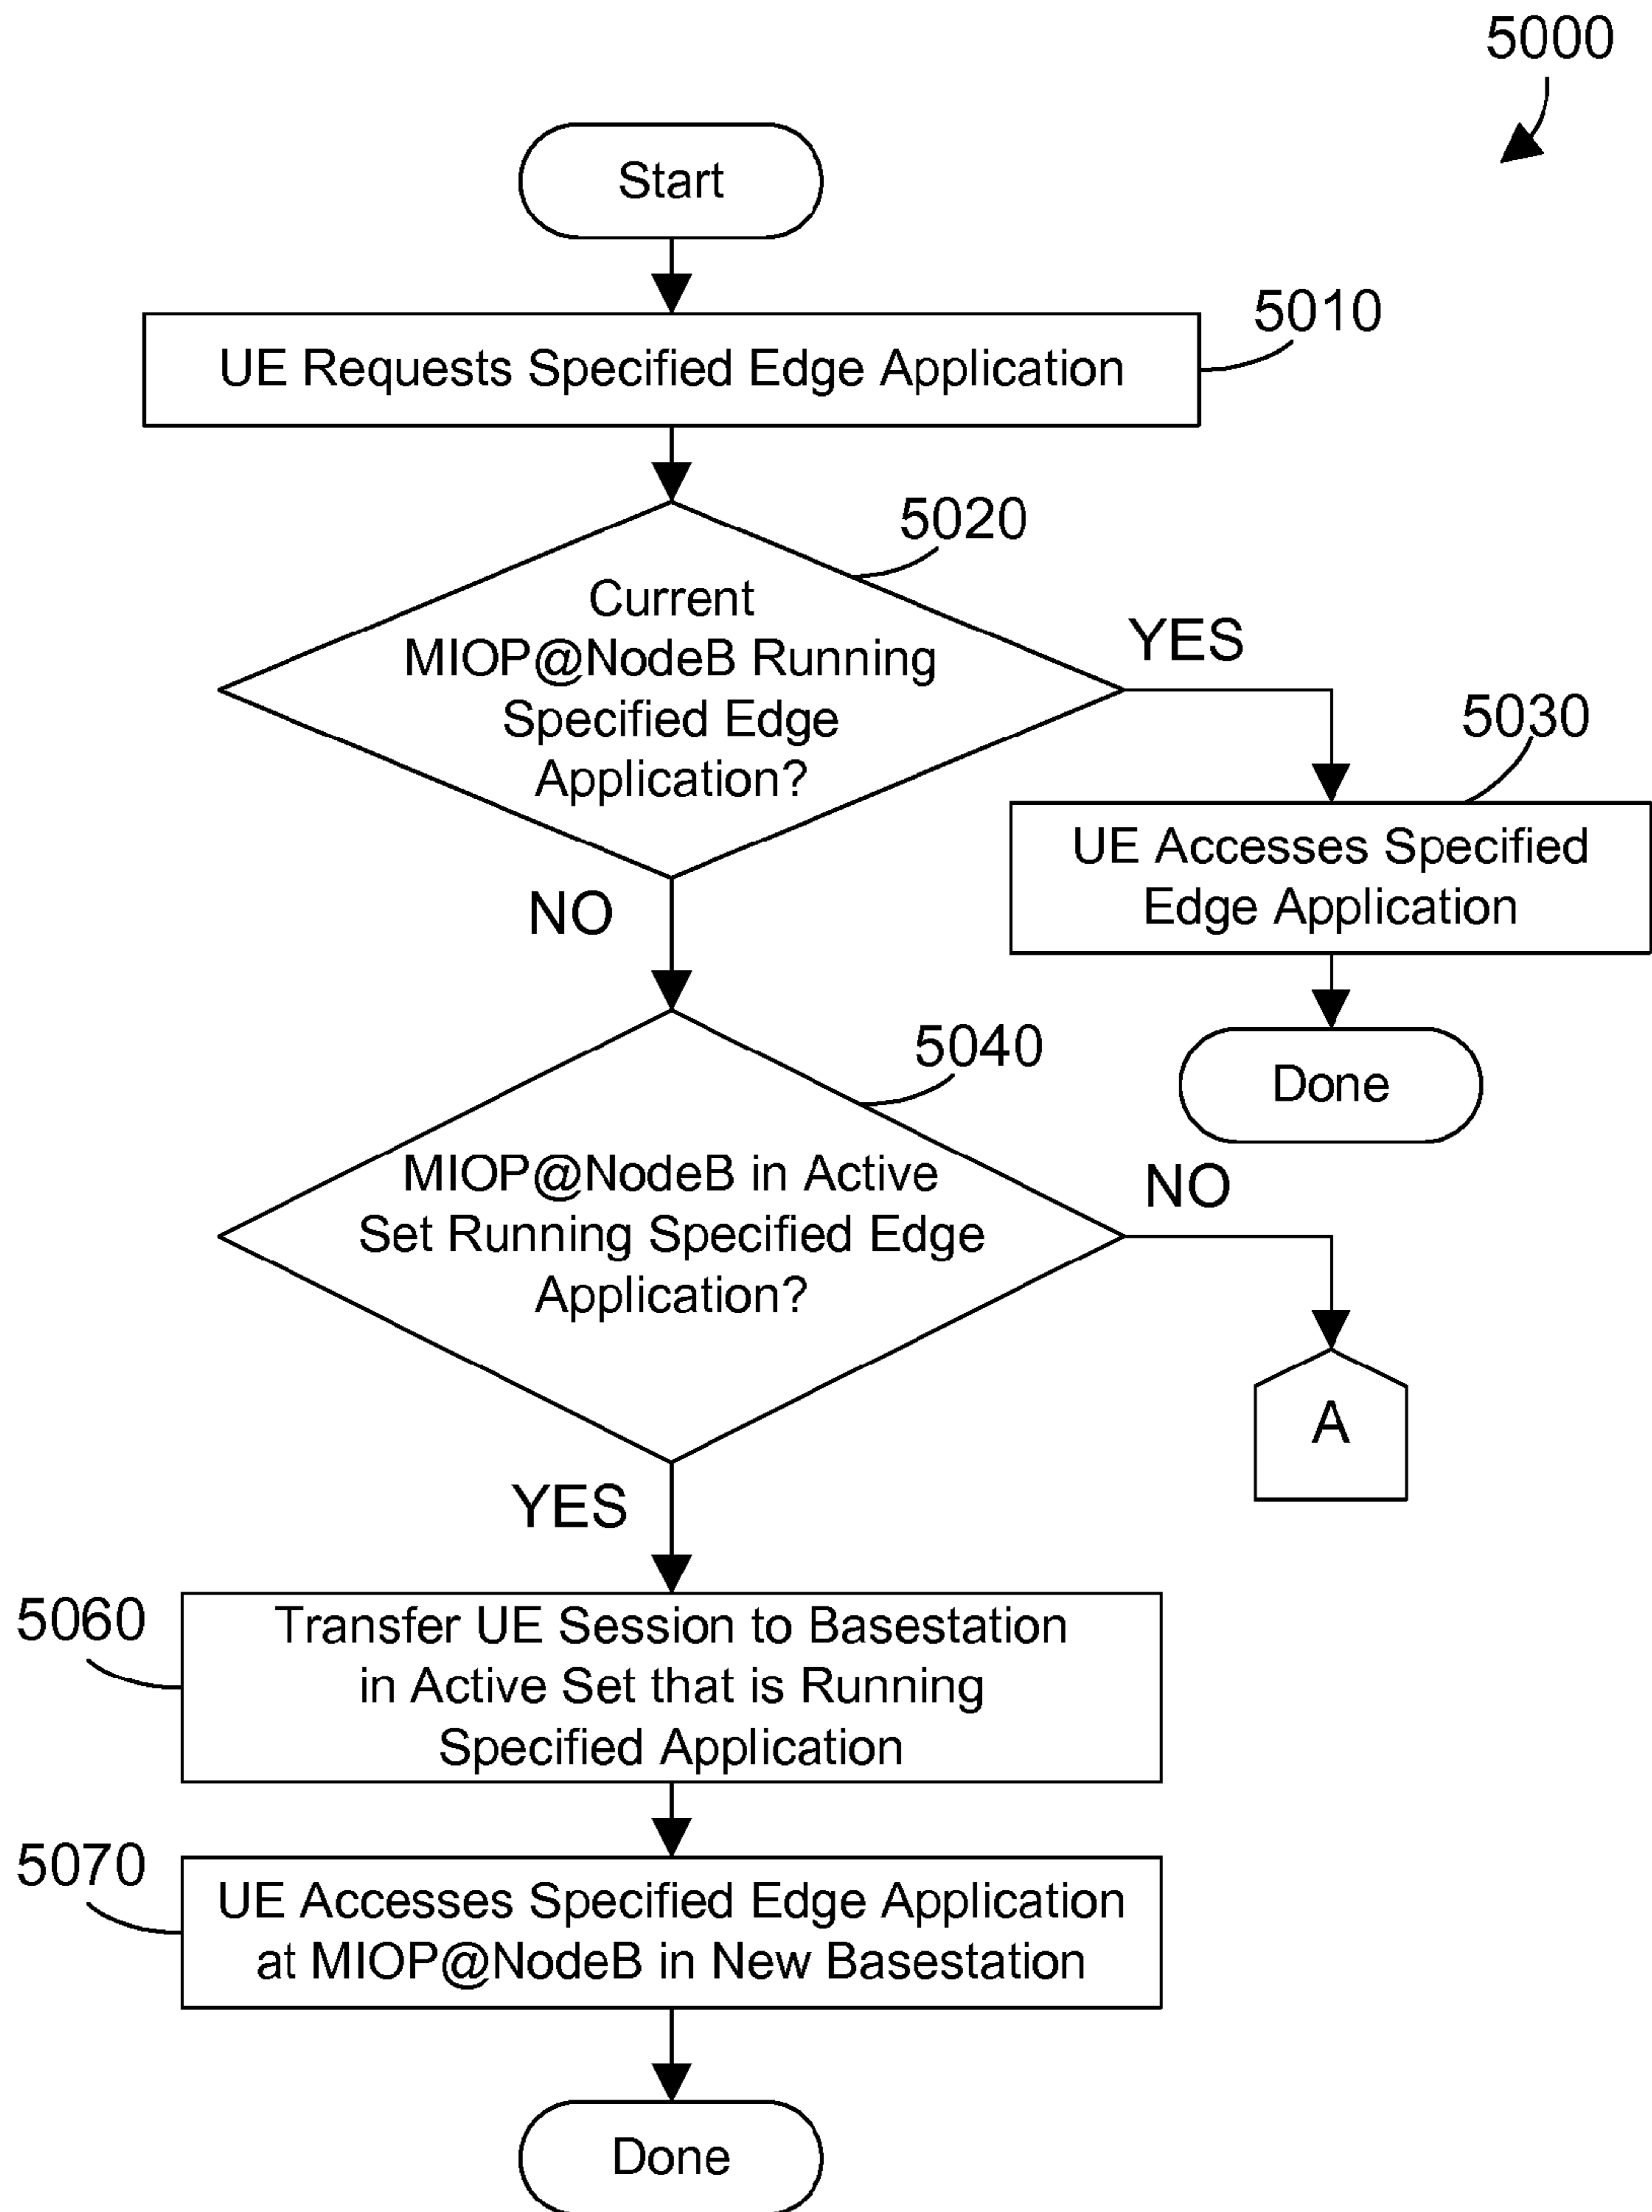 5000
Start
5010
UE Requests Specified Edge Application
5020
Current
MIOP@NodeB Running
Specified Edge
Application?
YES
5030
UE Accesses Specified
Edge Application
NO
Done
5040
MIOP@NodeB in Active
Set Running Specified Edge
Application?
NO
A
YES
5060
Transfer UE Session to Basestation
in Active Set that is Running
Specified Application
5070
UE Accesses Specified Edge Application
at MIOP@NodeB in New Basestation
Done